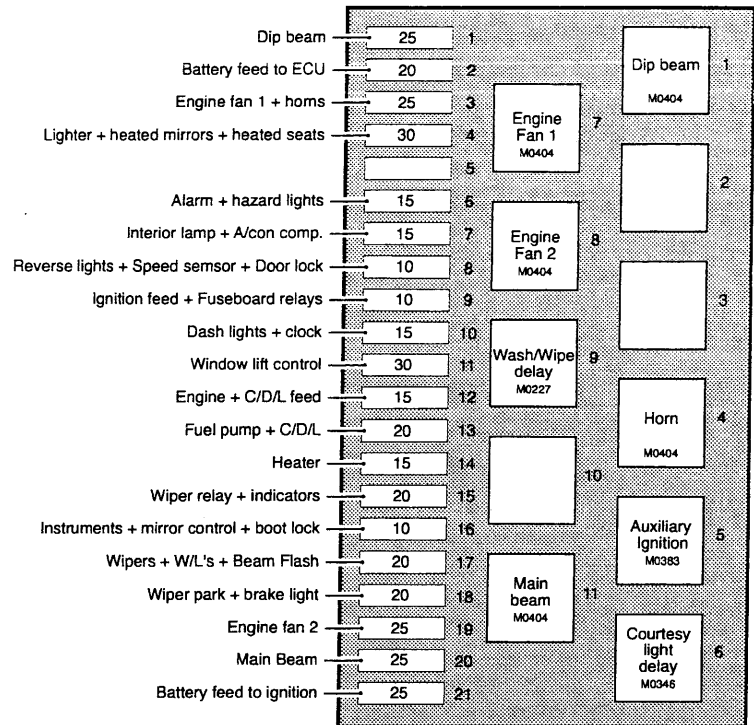 Dip beam 25 1
Battery feed to ECU 20 2
Engine fan 1 + horns 25 3
Lighter + heated mirrors + heated seats 30 4
5
Alarm + hazard lights 15 6
Interior lamp + A/con comp. 15 7
Reverse lights + Speed semsor + Door lock 10 8
Ignition feed + Fuseboard relays 10 9
Dash lights + clock 15 10
Window lift control 30 11
Engine + C/D/L feed 15 12
Fuel pump + C/D/L 20 13
Heater 15 14
Wiper relay + indicators 20 15
Instruments + mirror control + boot lock 10 16
Wipers + W/L's + Beam Flash 20 17
Wiper park + brake light 20 18
Engine fan 2 25 19
Main Beam 25 20
Battery feed to ignition 25 21
Engine
Fan 1
M0404
7
Engine
Fan 2
M0404
8
Wash/Wipe
delay
M0227
9
10
Main
beam
M0404
11
Dip beam
M0404
1
2
3
Horn
M0404
4
Auxiliary
Ignition
M0383
5
Courtesy
light
delay
M0346
6